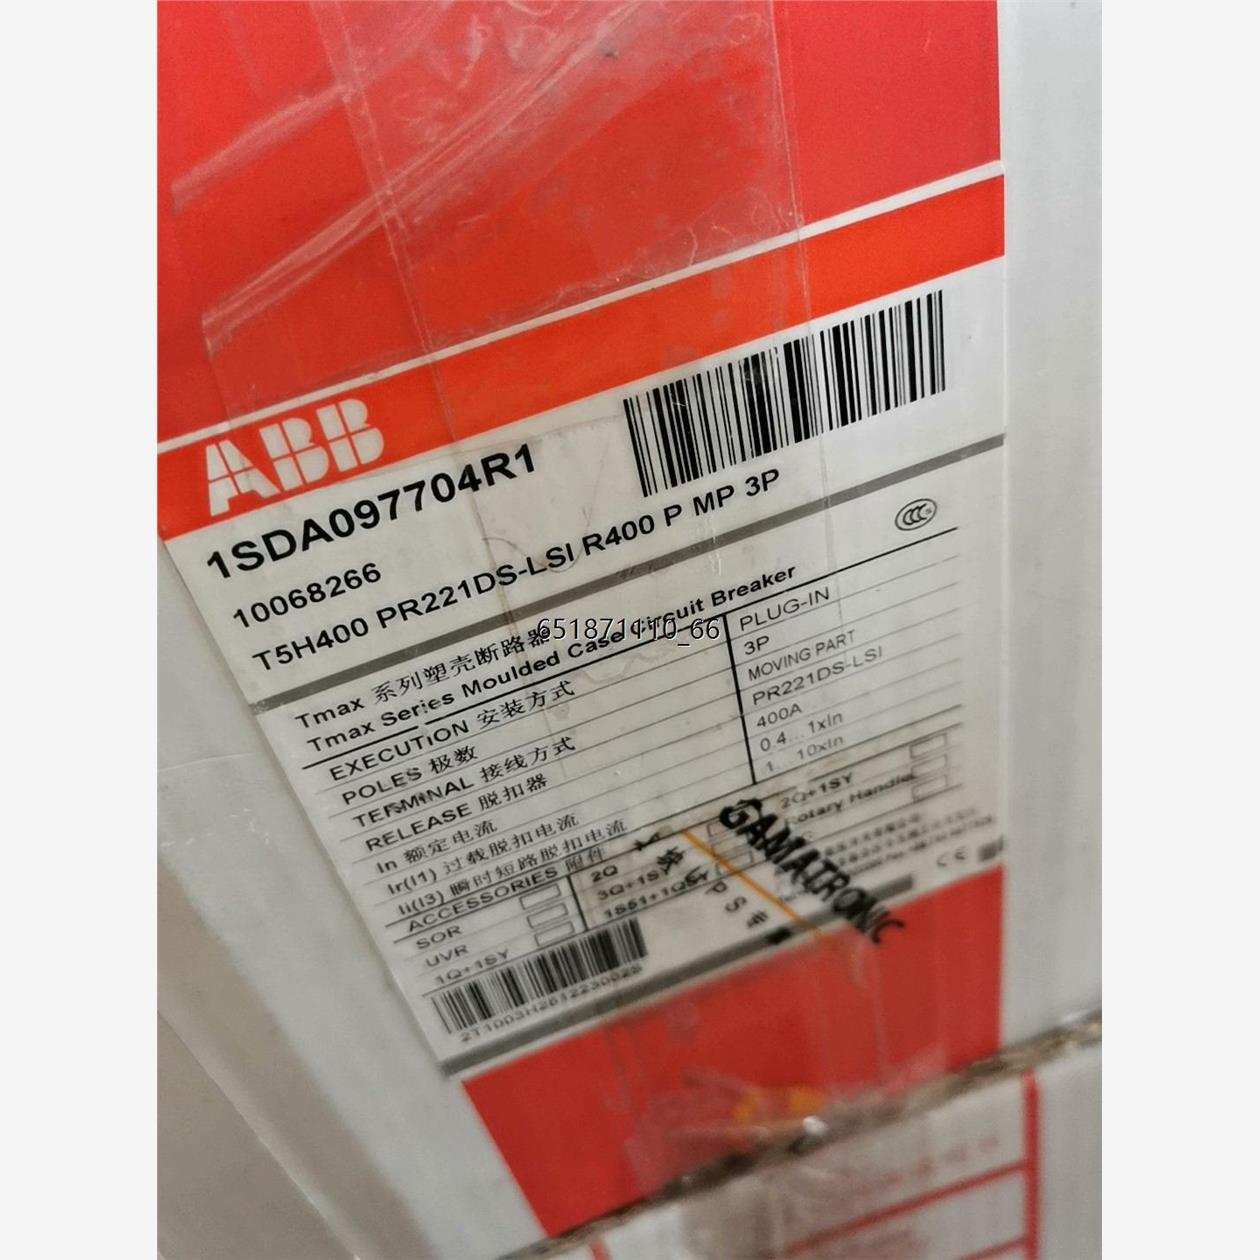 ABB
1SDA097704R1
10068266
T5H400 PR221DS-LSI R400 P MP 3P
CCC
Tmax 系列塑壳断路器
Tmax Series Moulded Case Circuit Breaker
651871110_66
EXECUTION 安装方式 PLUG-IN
POLES 极数 3P
TERMINAL 接线方式 MOVING PART
RELEASE 脱扣器 PR221DS-LSI
In 额定电流 400A
Ir(I1) 过载脱扣电流 0.4...1xIn
Ii(I3) 瞬时短路脱扣电流 1...10xIn
ACCESSORIES 附件
SOR 2Q 2Q+1SY
UVR 3Q+1SY Rotary Handle
1Q+1SY 1S51+1Q
GAMATRONIC
UPS
CE